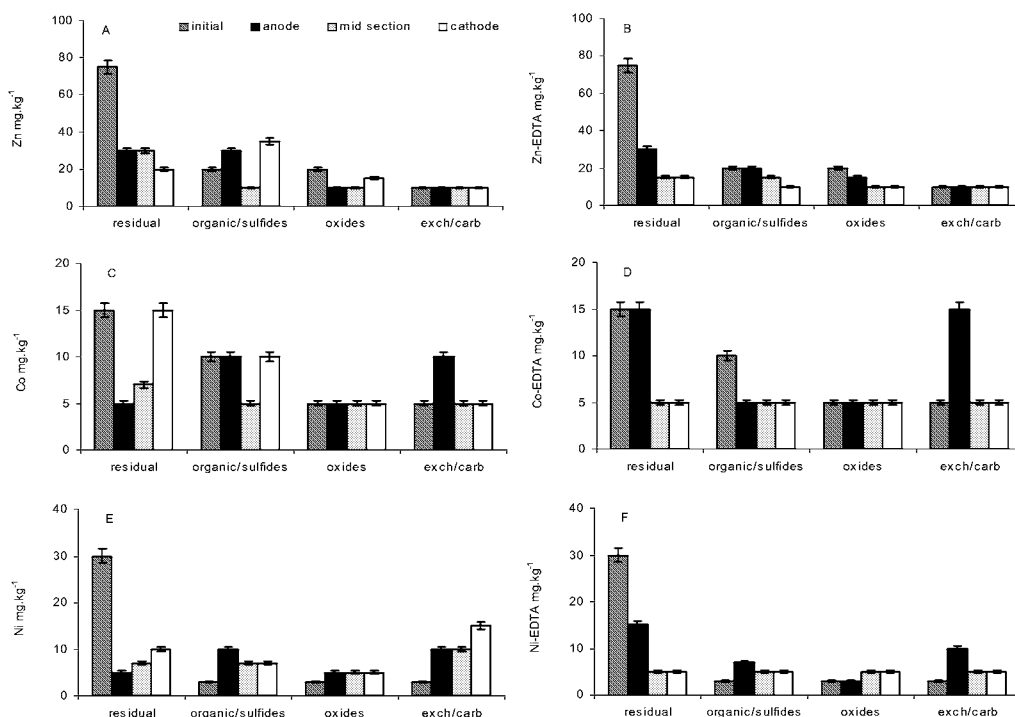 A
initial anode mid section cathode
100
80
60
40
20
0
Zn mg.kg-1
residual organic/sulfides oxides exch/carb
B
100
80
60
40
20
0
Zn-EDTA mg.kg-1
residual organic/sulfides oxides exch/carb
C
20
15
10
5
0
Co mg.kg-1
residual organic/sulfides oxides exch/carb
D
20
15
10
5
0
Co-EDTA mg.kg-1
residual organic/sulfides oxides exch/carb
E
40
30
20
10
0
Ni mg.kg-1
residual organic/sulfides oxides exch/carb
F
40
30
20
10
0
Ni-EDTA mg.kg-1
residual organic/sulfides oxides exch/carb